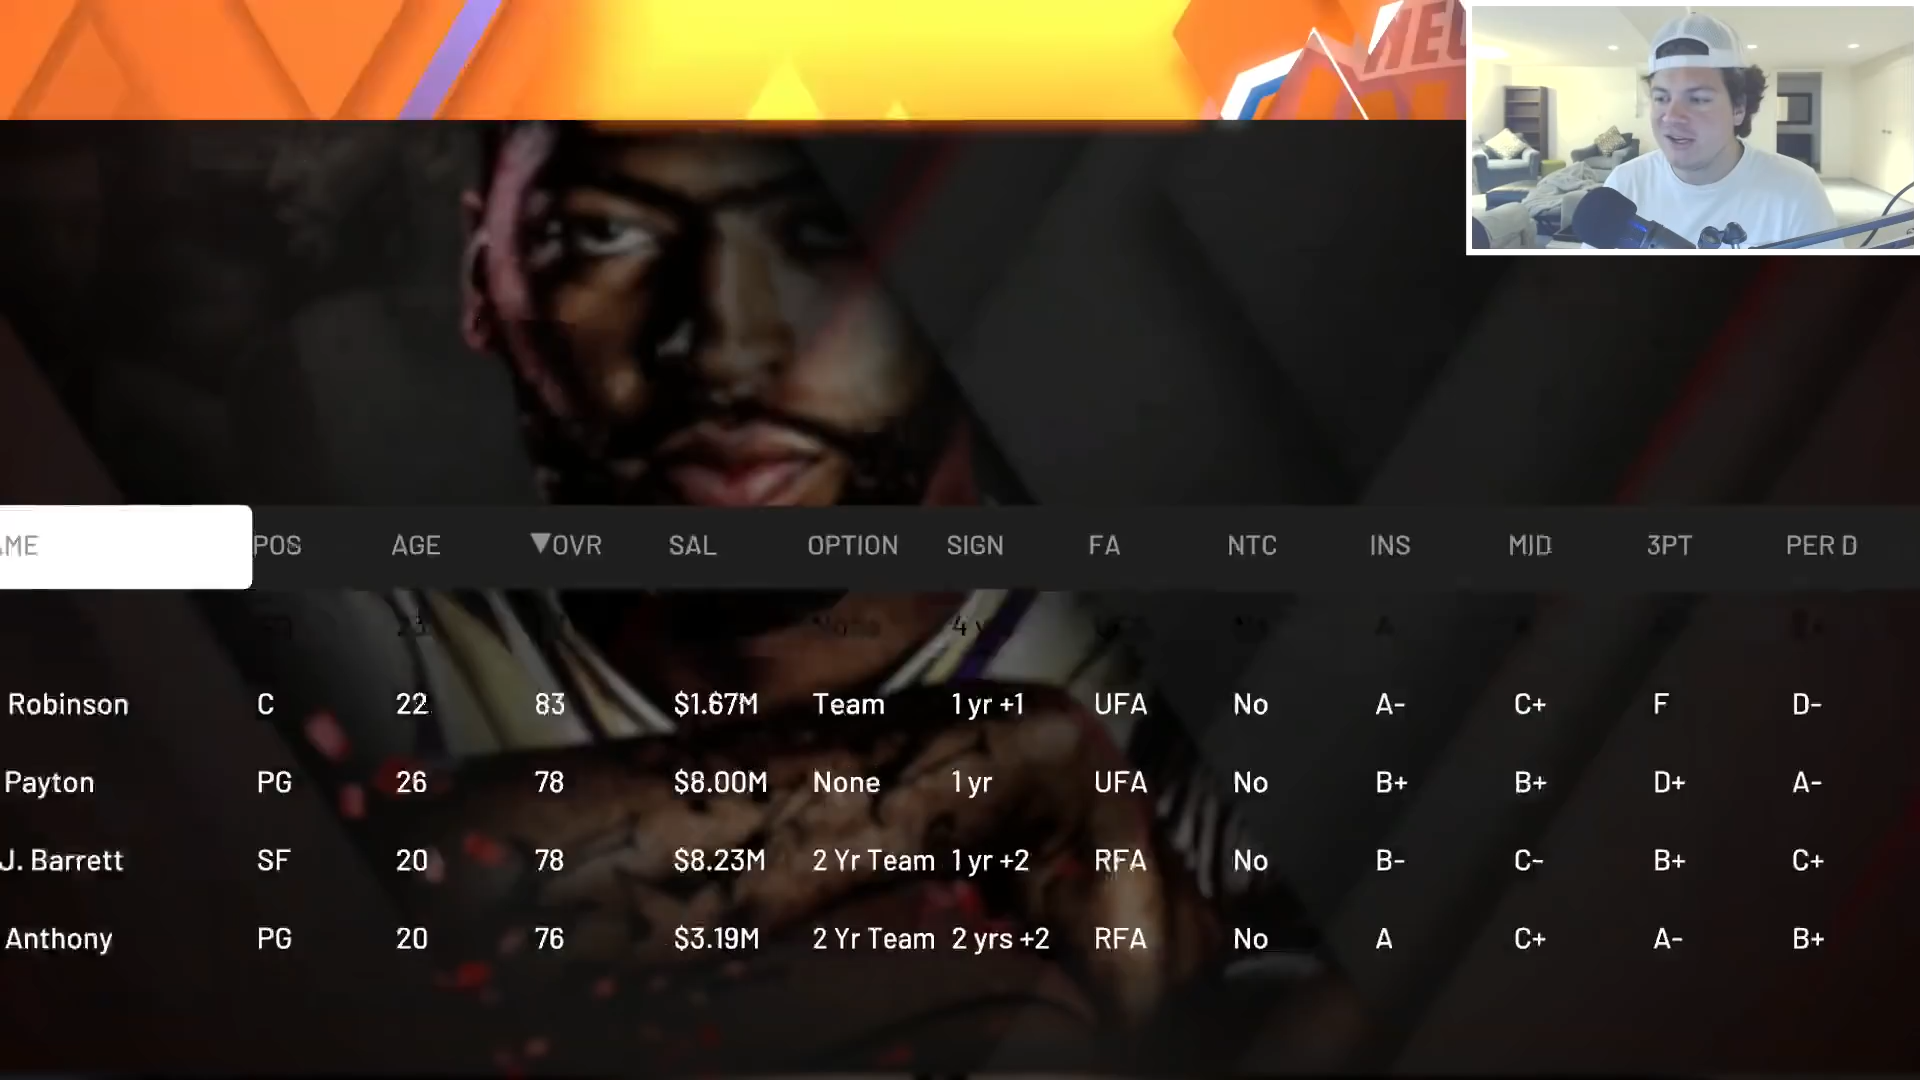 AME POS AGE ▼OVR SAL OPTION SIGN FA NTC INS MID 3PT PER D
Robinson C 22 83 $1.67M Team 1 yr +1 UFA No A- C+ F D-
Payton PG 26 78 $8.00M None 1 yr UFA No B+ B+ D+ A-
J. Barrett SF 20 78 $8.23M 2 Yr Team 1 yr +2 RFA No B- C- B+ C+
Anthony PG 20 76 $3.19M 2 Yr Team 2 yrs +2 RFA No A C+ A- B+